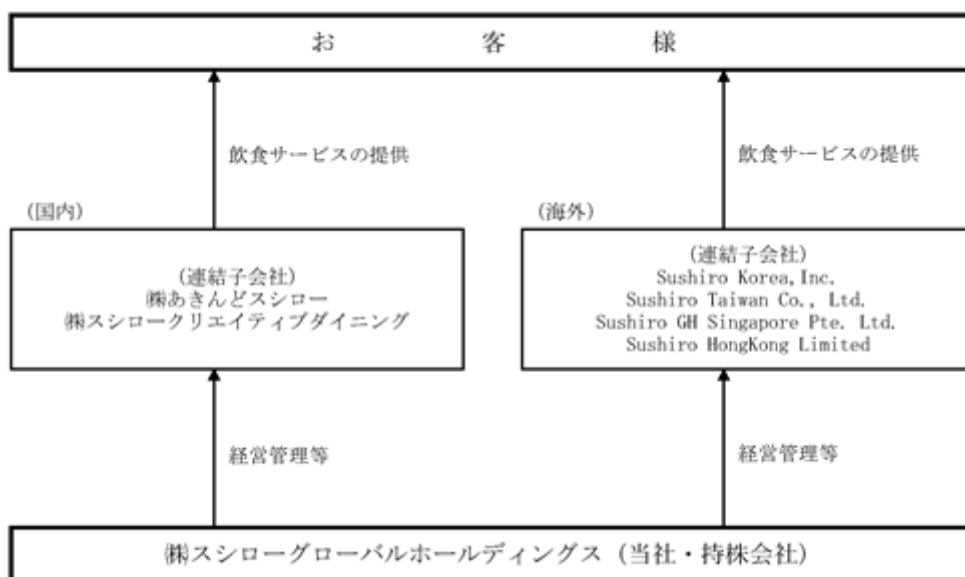 お客様
飲食サービスの提供
飲食サービスの提供
(国内)
(海外)
(連結子会社)
㈱あきんどスシロー
㈱スシロークリエイティブダイニング
(連結子会社)
Sushiro Korea,Inc.
Sushiro Taiwan Co., Ltd.
Sushiro GH Singapore Pte. Ltd.
Sushiro HongKong Limited
経営管理等
経営管理等
㈱スシローグローバルホールディングス (当社・持株会社)